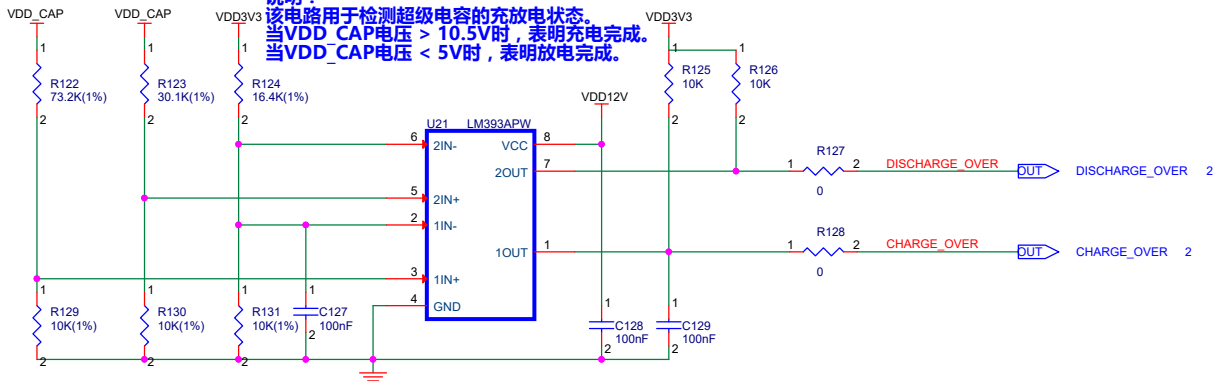 说明：
该电路用于检测超级电容的充放电状态。
当VDD_CAP电压 > 10.5V时，表明充电完成。
当VDD_CAP电压 < 5V时，表明放电完成。
VDD_CAP
VDD_CAP
VDD3V3
VDD3V3
1
1
1
1
1
R122
73.2K(1%)
R123
30.1K(1%)
R124
16.4K(1%)
R125
10K
R126
10K
2
2
2
2
2
VDD12V
U21 LM393APW
6 2IN-
VCC 8
2OUT 7
5 2IN+
2 1IN-
1OUT 1
3 1IN+
4 GND
R127
1 2
0
DISCHARGE_OVER
OUT
DISCHARGE_OVER 2
R128
1 2
0
CHARGE_OVER
OUT
CHARGE_OVER 2
1
1
1
1
1
1
R129
10K(1%)
R130
10K(1%)
R131
10K(1%)
C127
100nF
C128
100nF
C129
100nF
2
2
2
2
2
2